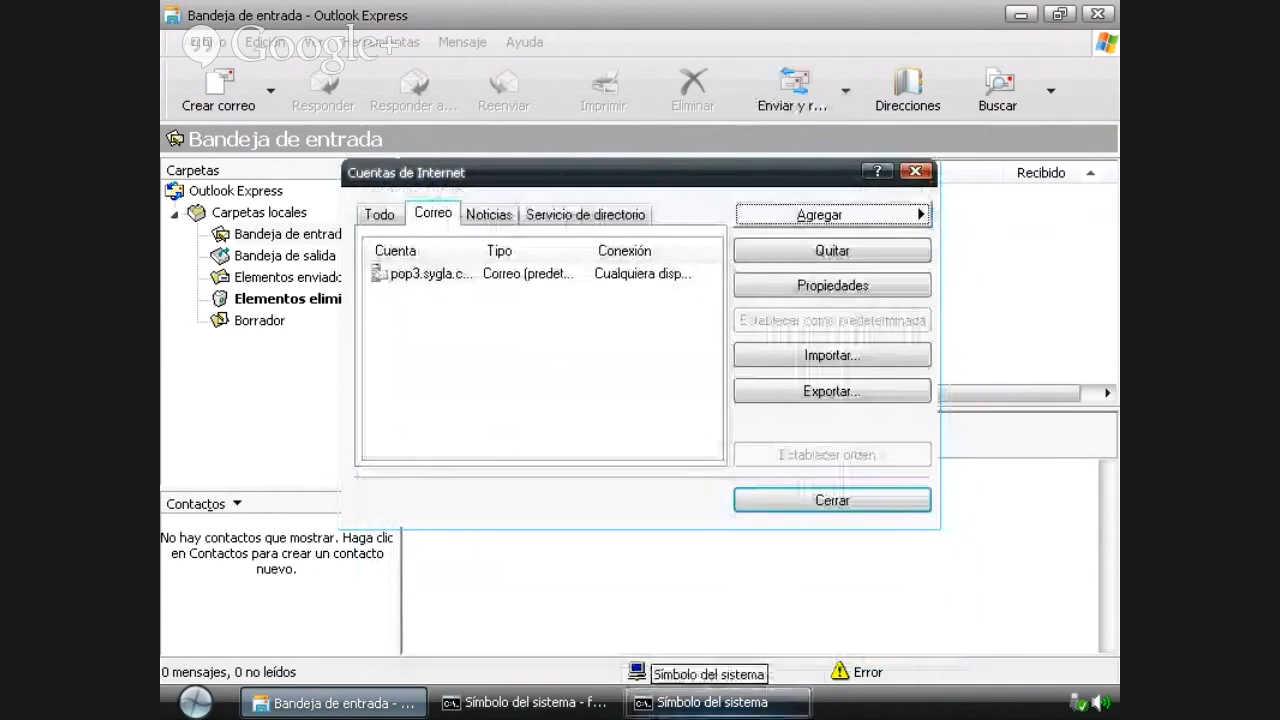 Bandeja de entrada - Outlook Express
Google+
Edición Herramientas Mensaje Ayuda
Crear correo Responder Responder a... Reenviar Imprimir Eliminar Enviar y r... Direcciones Buscar
Bandeja de entrada
Carpetas
Outlook Express
Carpetas locales
Bandeja de entrad
Bandeja de salida
Elementos enviado
Elementos elimi
Borrador
Recibido
Cuentas de Internet
?
Todo Correo Noticias Servicio de directorio
Cuenta Tipo Conexión
pop3.sygla.c... Correo (predet... Cualquiera disp...
Agregar
Quitar
Propiedades
Establecer como predeterminada
Importar...
Exportar...
Establecer orden
Cerrar
Contactos
No hay contactos que mostrar. Haga clic
en Contactos para crear un contacto
nuevo.
0 mensajes, 0 no leídos
Símbolo del sistema
Error
Bandeja de entrada - ... Símbolo del sistema - f... Símbolo del sistema